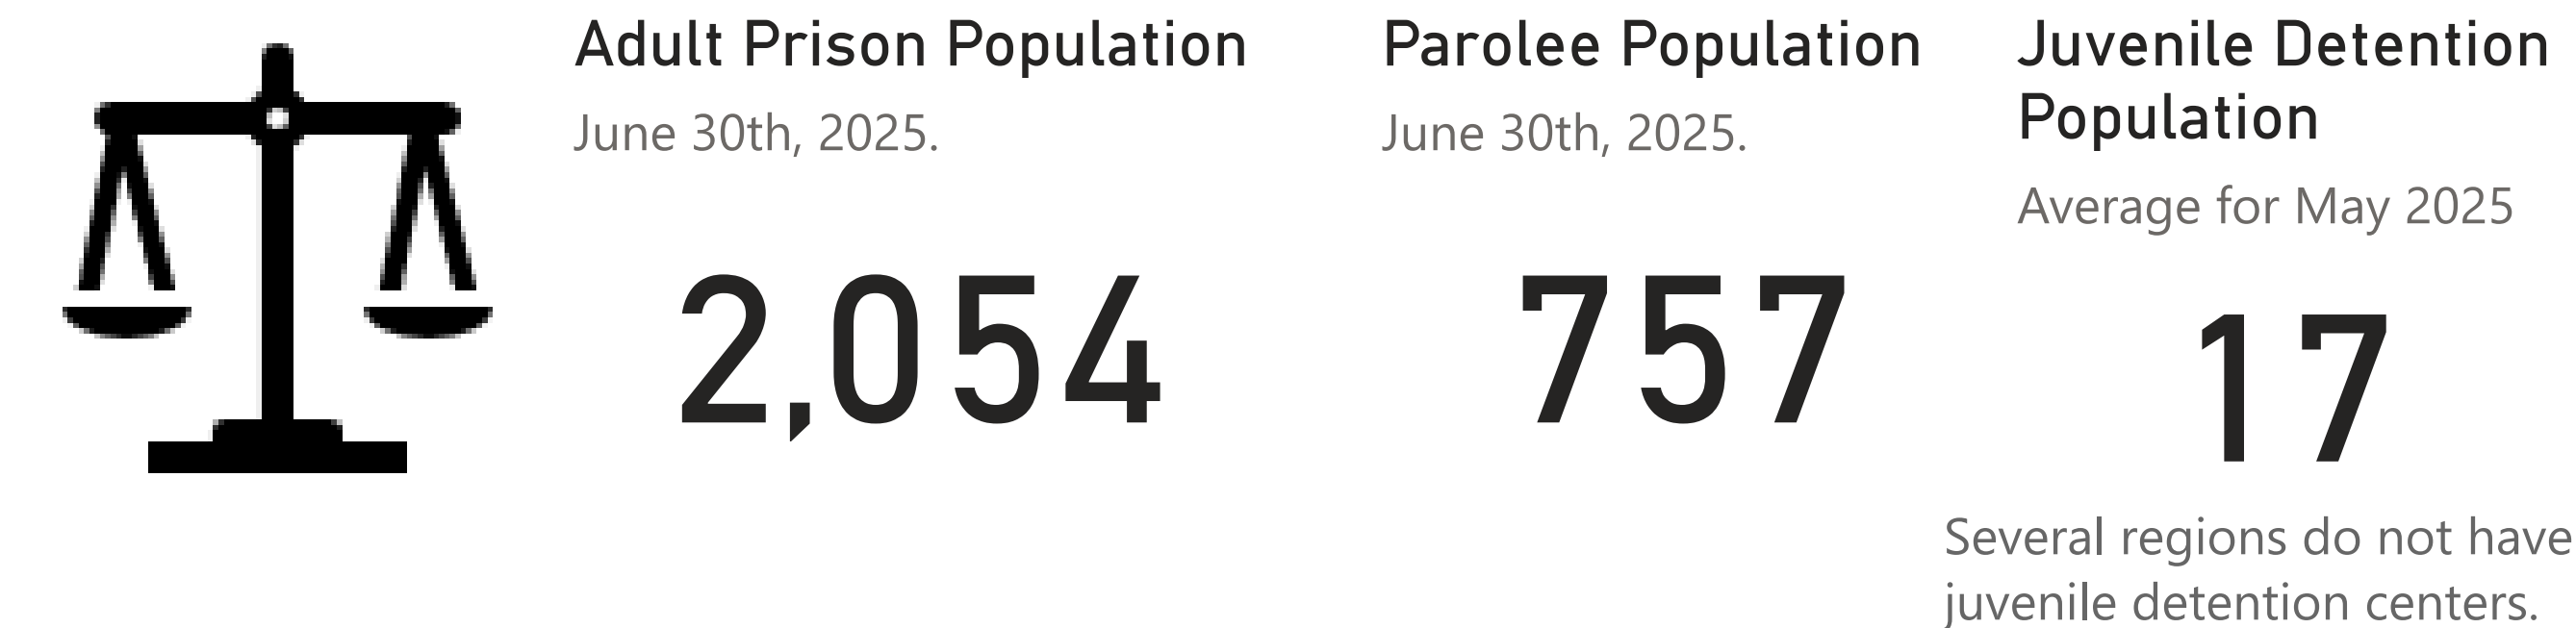 Adult Prison Population
June 30th, 2025.
2,054
Parolee Population
June 30th, 2025.
757
Juvenile Detention
Population
Average for May 2025
17
Several regions do not have
juvenile detention centers.